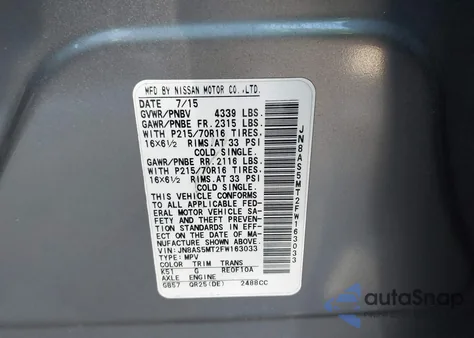 MFD BY NISSAN MOTOR CO.,LTD.
DATE 7/15
GVWR/PNBV 4339 LBS.
GAWR/PNBE FR. 2315 LBS.
WITH P215/70R16 TIRES.
16X6½ RIMS.AT 33 PSI
COLD SINGLE.
GAWR/PNBE RR. 2116 LBS.
WITH P215/70R16 TIRES.
16X6½ RIMS.AT 33 PSI
COLD SINGLE.
THIS VEHICLE CONFORMS
TO ALL APPLICABLE FED-
ERAL MOTOR VEHICLE SAF-
ETY AND THEFT PREVEN-
TION STANDARDS IN EFF-
ECT ON THE DATE OF MA-
NUFACTURE SHOWN ABOVE.
VIN: JN8AS5MT2FW163033
TYPE: MPV
COLOR TRIM TRANS
K51 G RE0F10A
AXLE ENGINE
GB57 QR25(DE) 2488CC
JN8AS5MT2FW163033
autoSnap